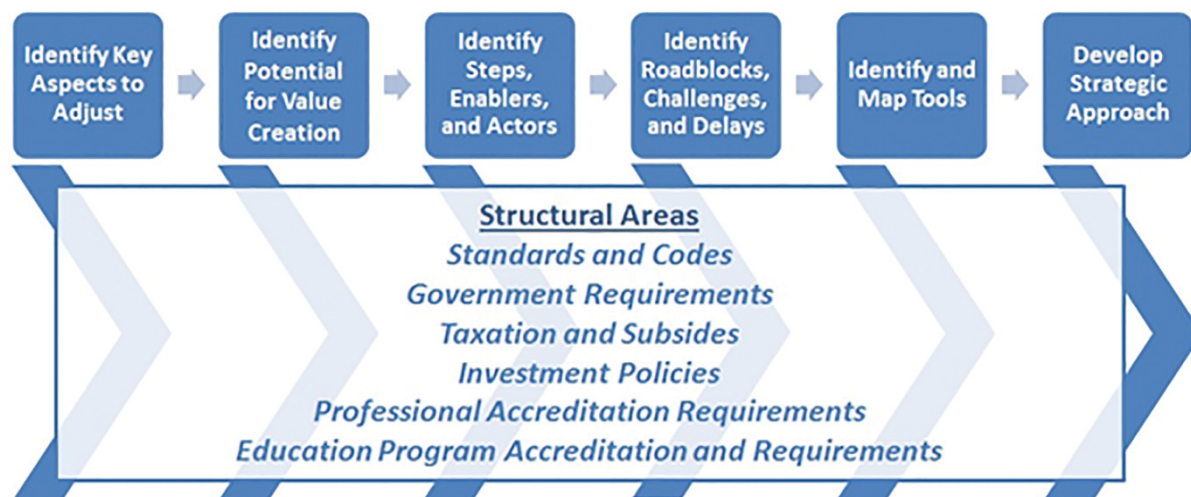 Identify Key
Aspects to
Adjust
Identify
Potential
for Value
Creation
Identify
Steps,
Enablers,
and Actors
Identify
Roadblocks,
Challenges,
and Delays
Identify and
Map Tools
Develop
Strategic
Approach
Structural Areas
Standards and Codes
Government Requirements
Taxation and Subsides
Investment Policies
Professional Accreditation Requirements
Education Program Accreditation and Requirements